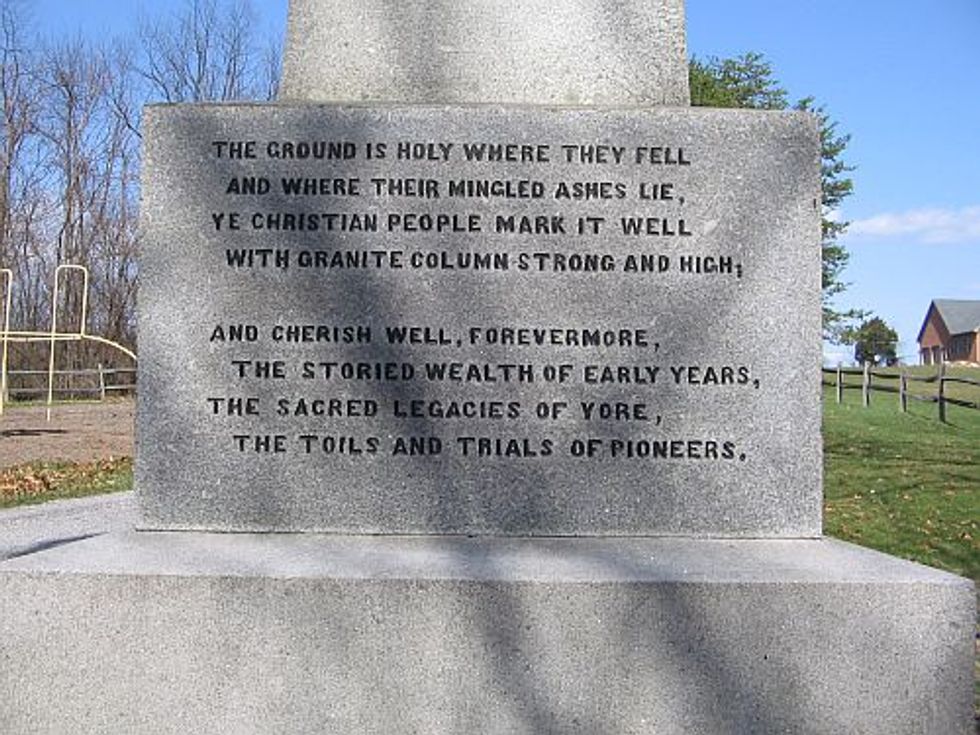 THE GROUND IS HOLY WHERE THEY FELL
AND WHERE THEIR MINGLED ASHES LIE,
YE CHRISTIAN PEOPLE MARK IT WELL
WITH GRANITE COLUMN STRONG AND HIGH;
AND CHERISH WELL, FOREVERMORE,
THE STORIED WEALTH OF EARLY YEARS,
THE SACRED LEGACIES OF YORE,
THE TOILS AND TRIALS OF PIONEERS.